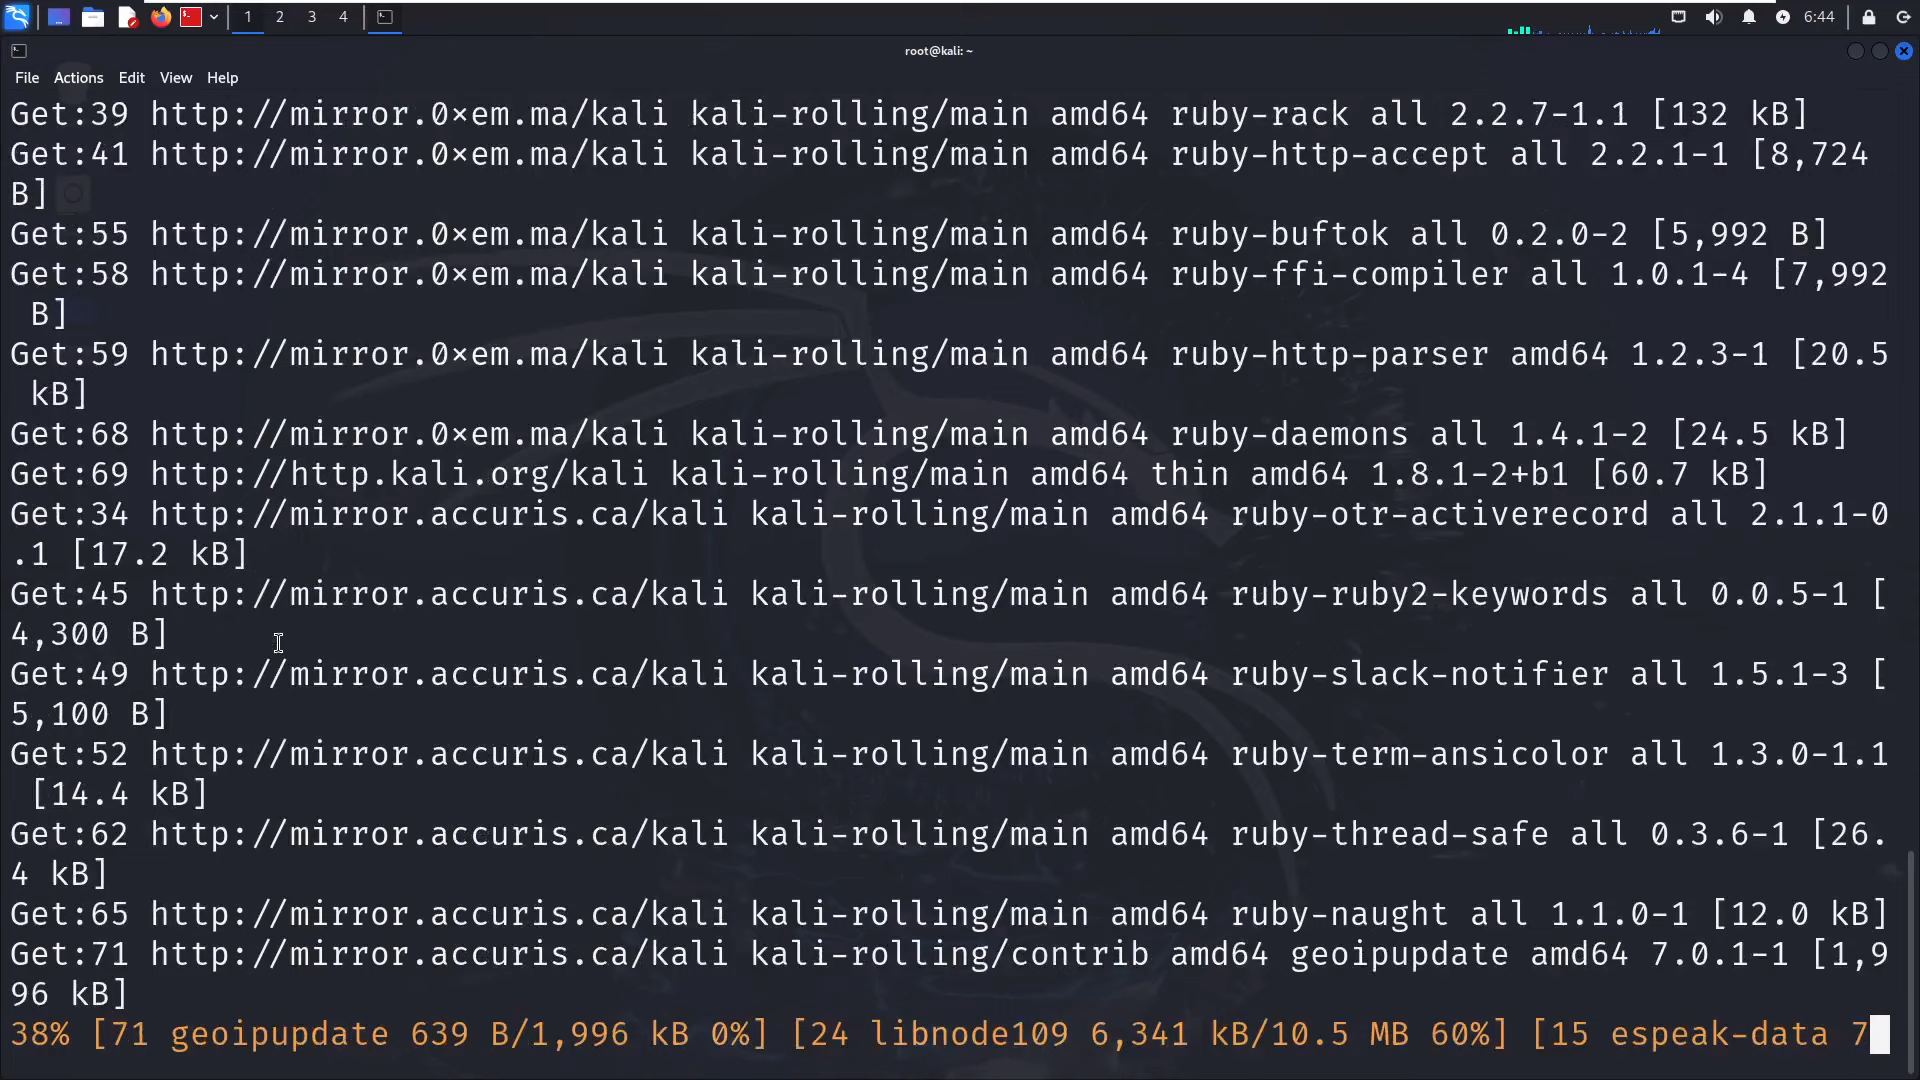 1 2 3 4 6:44
root@kali: ~
File Actions Edit View Help
Get:39 http://mirror.0×em.ma/kali kali-rolling/main amd64 ruby-rack all 2.2.7-1.1 [132 kB]
Get:41 http://mirror.0×em.ma/kali kali-rolling/main amd64 ruby-http-accept all 2.2.1-1 [8,724
B]
Get:55 http://mirror.0×em.ma/kali kali-rolling/main amd64 ruby-buftok all 0.2.0-2 [5,992 B]
Get:58 http://mirror.0×em.ma/kali kali-rolling/main amd64 ruby-ffi-compiler all 1.0.1-4 [7,992
B]
Get:59 http://mirror.0×em.ma/kali kali-rolling/main amd64 ruby-http-parser amd64 1.2.3-1 [20.5
kB]
Get:68 http://mirror.0×em.ma/kali kali-rolling/main amd64 ruby-daemons all 1.4.1-2 [24.5 kB]
Get:69 http://http.kali.org/kali kali-rolling/main amd64 thin amd64 1.8.1-2+b1 [60.7 kB]
Get:34 http://mirror.accuris.ca/kali kali-rolling/main amd64 ruby-otr-activerecord all 2.1.1-0
.1 [17.2 kB]
Get:45 http://mirror.accuris.ca/kali kali-rolling/main amd64 ruby-ruby2-keywords all 0.0.5-1 [
4,300 B]
Get:49 http://mirror.accuris.ca/kali kali-rolling/main amd64 ruby-slack-notifier all 1.5.1-3 [
5,100 B]
Get:52 http://mirror.accuris.ca/kali kali-rolling/main amd64 ruby-term-ansicolor all 1.3.0-1.1
[14.4 kB]
Get:62 http://mirror.accuris.ca/kali kali-rolling/main amd64 ruby-thread-safe all 0.3.6-1 [26.
4 kB]
Get:65 http://mirror.accuris.ca/kali kali-rolling/main amd64 ruby-naught all 1.1.0-1 [12.0 kB]
Get:71 http://mirror.accuris.ca/kali kali-rolling/contrib amd64 geoipupdate amd64 7.0.1-1 [1,9
96 kB]
38% [71 geoipupdate 639 B/1,996 kB 0%] [24 libnode109 6,341 kB/10.5 MB 60%] [15 espeak-data 7